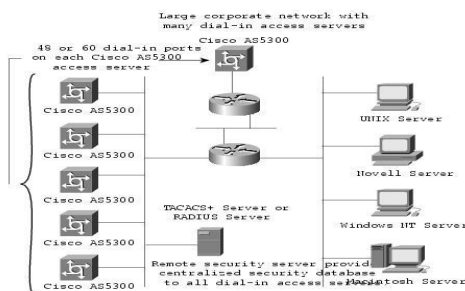 Large corporate network with
many dial-in access servers
Cisco AS5300
48 or 60 dial-in ports
on each Cisco AS5300
access server
Cisco AS5300
Cisco AS5300
Cisco AS5300
Cisco AS5300
Cisco AS5300
UNIX Server
Novell Server
Windows NT Server
Macintosh Server
TACACS+ Server or
RADIUS Server
Remote security server provid
centralized security database
to all dial-in access serve